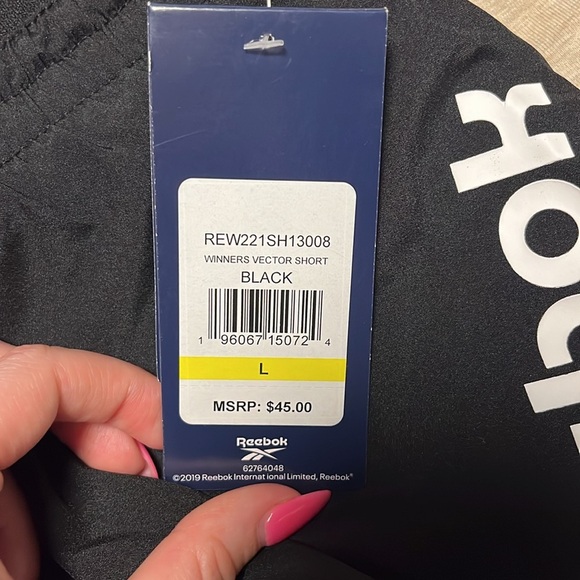 REW221SH13008
WINNERS VECTOR SHORT
BLACK
1 96067 15072 4
L
MSRP: $45.00
Reebok
62764048
©2019 Reebok International Limited, Reebok®
bok